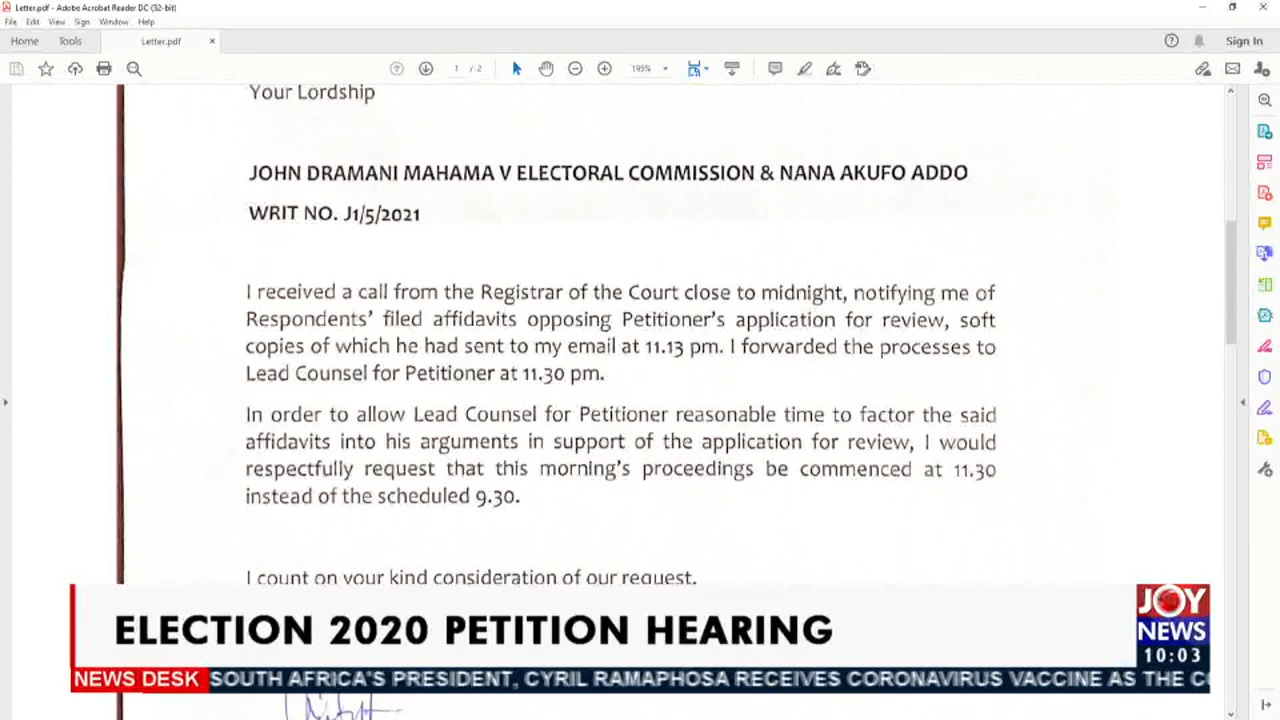 Letter.pdf - Adobe Acrobat Reader DC (32-bit)
File Edit View Sign Window Help
Home Tools Letter.pdf × Sign In
1 / 2 195%
Your Lordship
JOHN DRAMANI MAHAMA V ELECTORAL COMMISSION & NANA AKUFO ADDO
WRIT NO. J1/5/2021
I received a call from the Registrar of the Court close to midnight, notifying me of
Respondents' filed affidavits opposing Petitioner's application for review, soft
copies of which he had sent to my email at 11.13 pm. I forwarded the processes to
Lead Counsel for Petitioner at 11.30 pm.
In order to allow Lead Counsel for Petitioner reasonable time to factor the said
affidavits into his arguments in support of the application for review, I would
respectfully request that this morning's proceedings be commenced at 11.30
instead of the scheduled 9.30.
I count on your kind consideration of our request.
ELECTION 2020 PETITION HEARING
JOY
NEWS
10:03
NEWS DESK SOUTH AFRICA'S PRESIDENT, CYRIL RAMAPHOSA RECEIVES CORONAVIRUS VACCINE AS THE